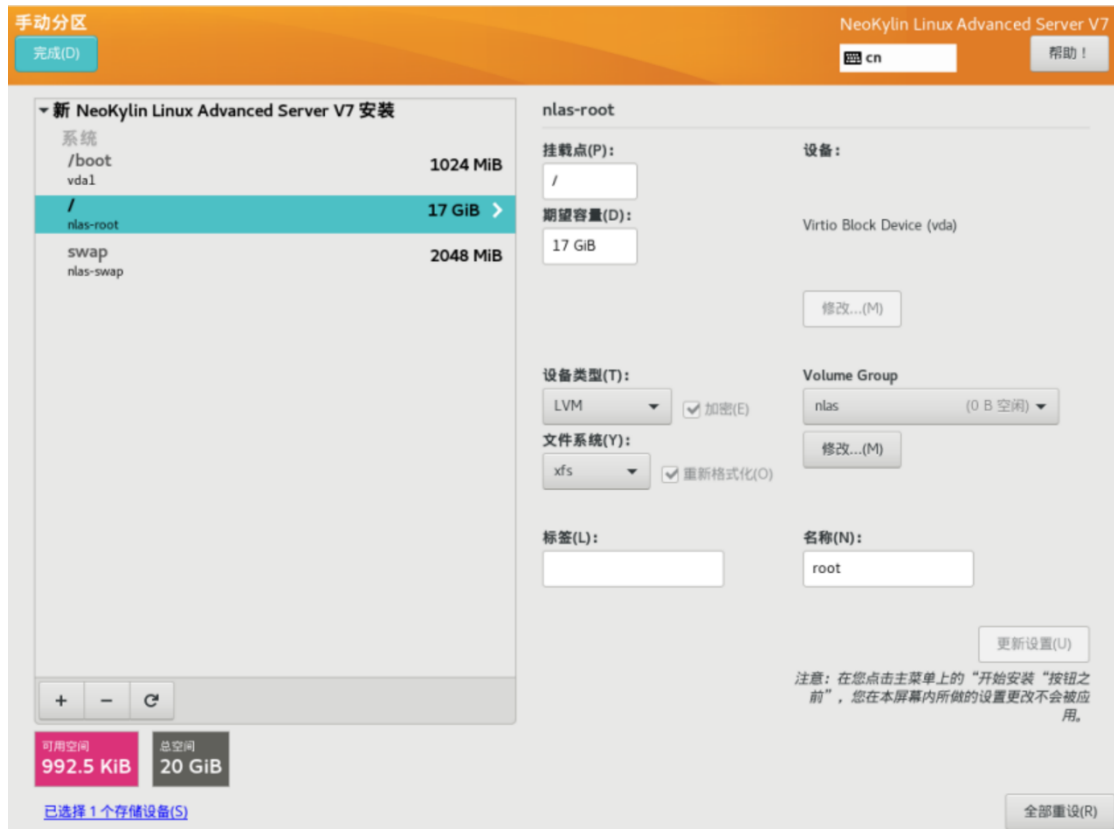 手动分区
NeoKylin Linux Advanced Server V7
完成(D)
cn
帮助！
新 NeoKylin Linux Advanced Server V7 安装
系统
/boot
1024 MiB
vda1
/
17 GiB
nlas-root
swap
2048 MiB
nlas-swap
nlas-root
挂载点(P)：
设备：
/
期望容量(D)：
Virtio Block Device (vda)
17 GiB
修改...(M)
设备类型(T)：
Volume Group
LVM
加密(E)
nlas
(0 B 空闲)
文件系统(Y)：
修改...(M)
xfs
重新格式化(O)
标签(L)：
名称(N)：
root
更新设置(U)
注意：在您点击主菜单上的“开始安装“按钮之
前”，您在本屏幕内所做的设置更改不会被应
用。
+ −
可用空间
992.5 KiB
总空间
20 GiB
已选择 1 个存储设备(S)
全部重设(R)